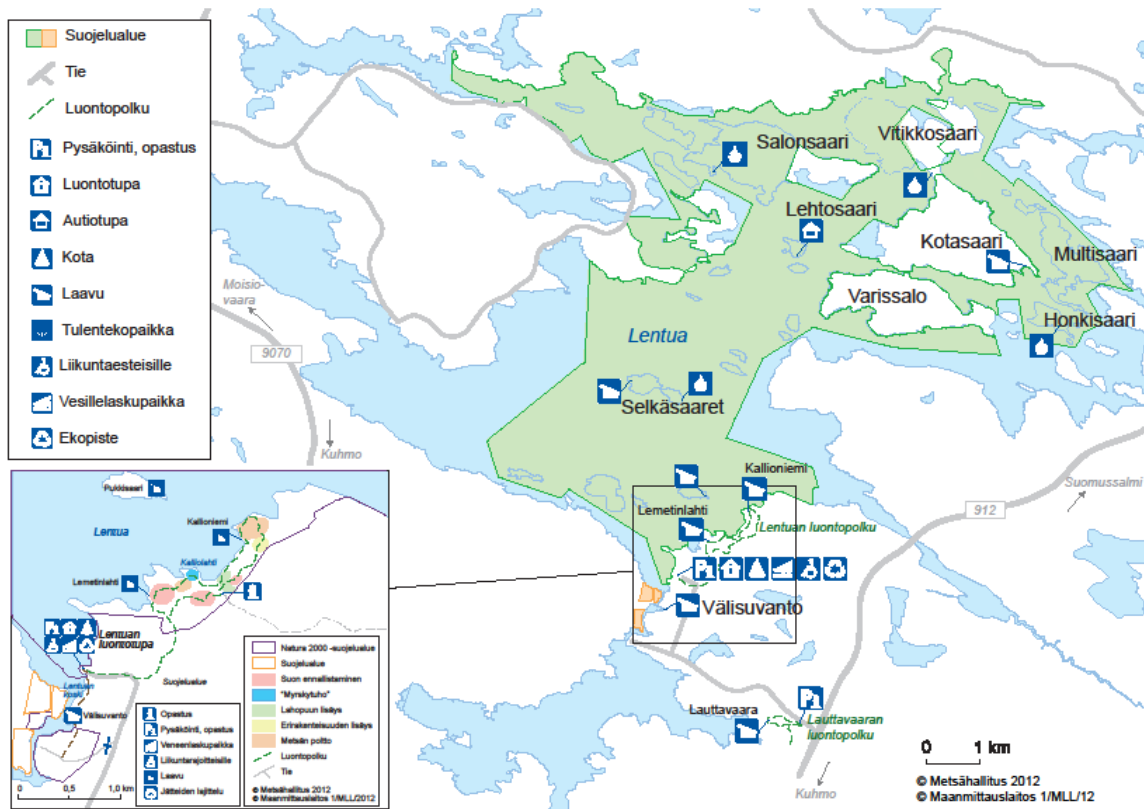 Suojelualue
Tie
Luontopolku
Pysäköinti, opastus
Luontotupa
Autiotupa
Kota
Laavu
Tulentekopaikka
Liikuntaesteisille
Vesillelaskupaikka
Ekopiste
Salonsaari
Vitikkosaari
Lehtosaari
Kotasaari
Multisaari
Varissalo
Honkisaari
Moisio-
vaara
9070
Kuhmo
Lentua
Selkäsaaret
Kallioniemi
Lemetinlahti
Lentuan luontopolku
912
Suomussalmi
Välisuvanto
Lauttavaara
Lauttavaaran
luontopolku
Kuhmo
0 1 km
© Metsähallitus 2012
© Maanmittauslaitos 1/MLL/12
Pukkisaari
Lentua
Kallioniemi
Kalliolahti
Lemetinlahti
Lentuan
luontotupa
Suojelualue
Lentuan
koski
Välisuvanto
0 0,5 1,0 km
Opastus
Pysäköinti, opastus
Veneenlaskupaikka
Liikuntarajoitteisille
Laavu
Jätteiden lajittelu
Natura 2000 -suojelualue
Suojelualue
Suon ennallistaminen
"Myrskytuho"
Lahopuun lisäys
Erirakenteisuuden lisäys
Metsän poltto
Luontopolku
Tie
© Metsähallitus 2012
© Maanmittauslaitos 1/MLL/2012